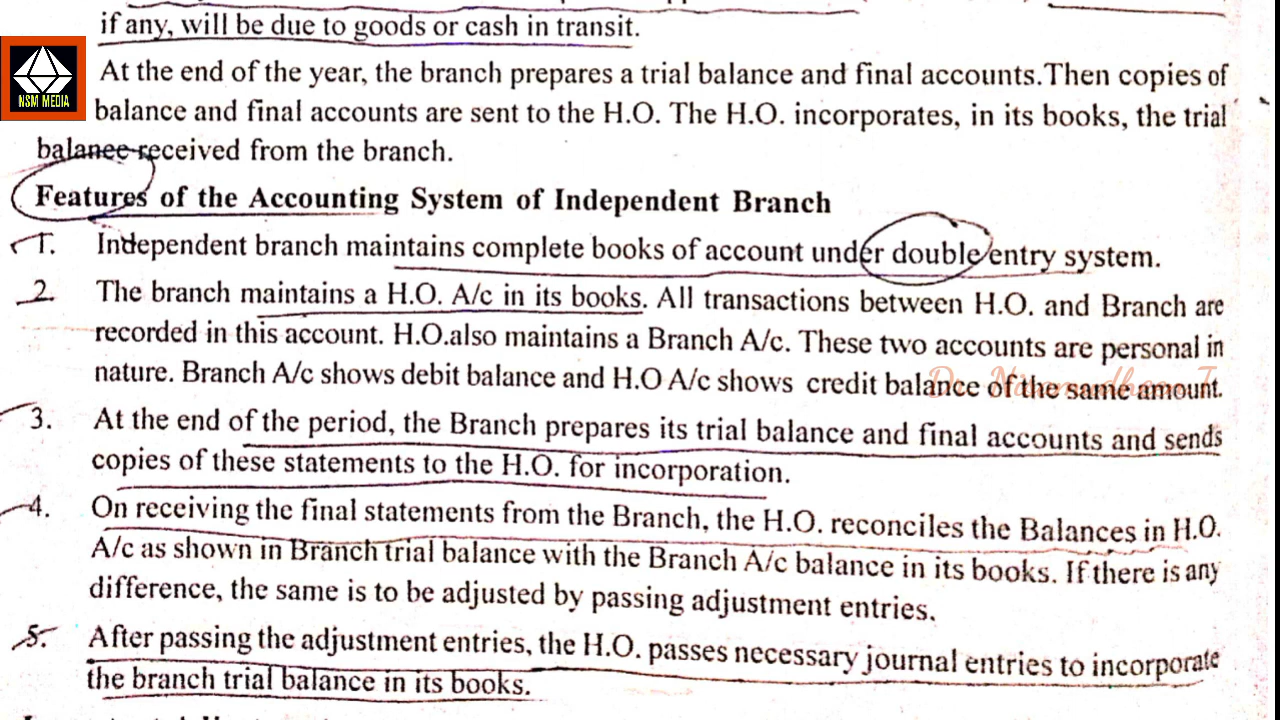 if any, will be due to goods or cash in transit.
NSM MEDIA
At the end of the year, the branch prepares a trial balance and final accounts.Then copies of
balance and final accounts are sent to the H.O. The H.O. incorporates, in its books, the trial
balance received from the branch.
Features of the Accounting System of Independent Branch
1. Independent branch maintains complete books of account under double entry system.
2. The branch maintains a H.O. A/c in its books. All transactions between H.O. and Branch are
recorded in this account. H.O.also maintains a Branch A/c. These two accounts are personal in
nature. Branch A/c shows debit balance and H.O A/c shows credit balance of the same amount.
3. At the end of the period, the Branch prepares its trial balance and final accounts and sends
copies of these statements to the H.O. for incorporation.
4. On receiving the final statements from the Branch, the H.O. reconciles the Balances in H.O.
A/c as shown in Branch trial balance with the Branch A/c balance in its books. If there is any
difference, the same is to be adjusted by passing adjustment entries.
5. After passing the adjustment entries, the H.O. passes necessary journal entries to incorporate
the branch trial balance in its books.